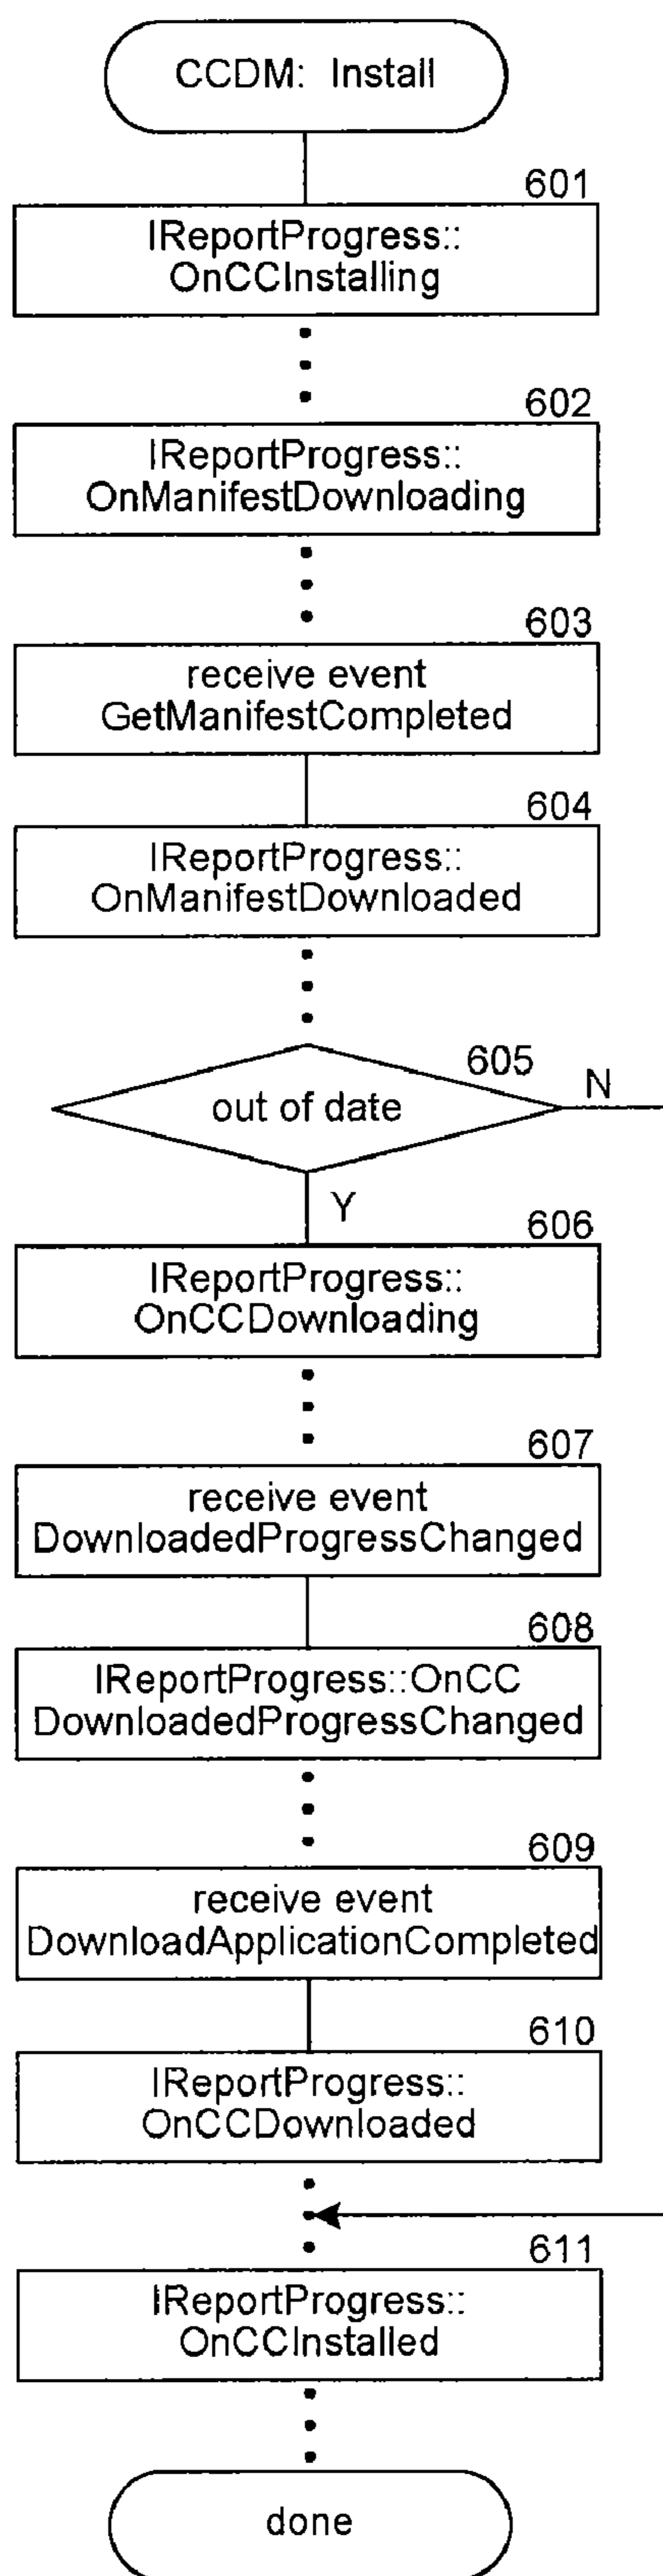 CCDM: Install
601
IReportProgress::
OnCCInstalling
602
IReportProgress::
OnManifestDownloading
603
receive event
GetManifestCompleted
604
IReportProgress::
OnManifestDownloaded
605
out of date
N
Y
606
IReportProgress::
OnCCDownloading
607
receive event
DownloadedProgressChanged
608
IReportProgress::OnCC
DownloadedProgressChanged
609
receive event
DownloadApplicationCompleted
610
IReportProgress::
OnCCDownloaded
611
IReportProgress::
OnCCInstalled
done